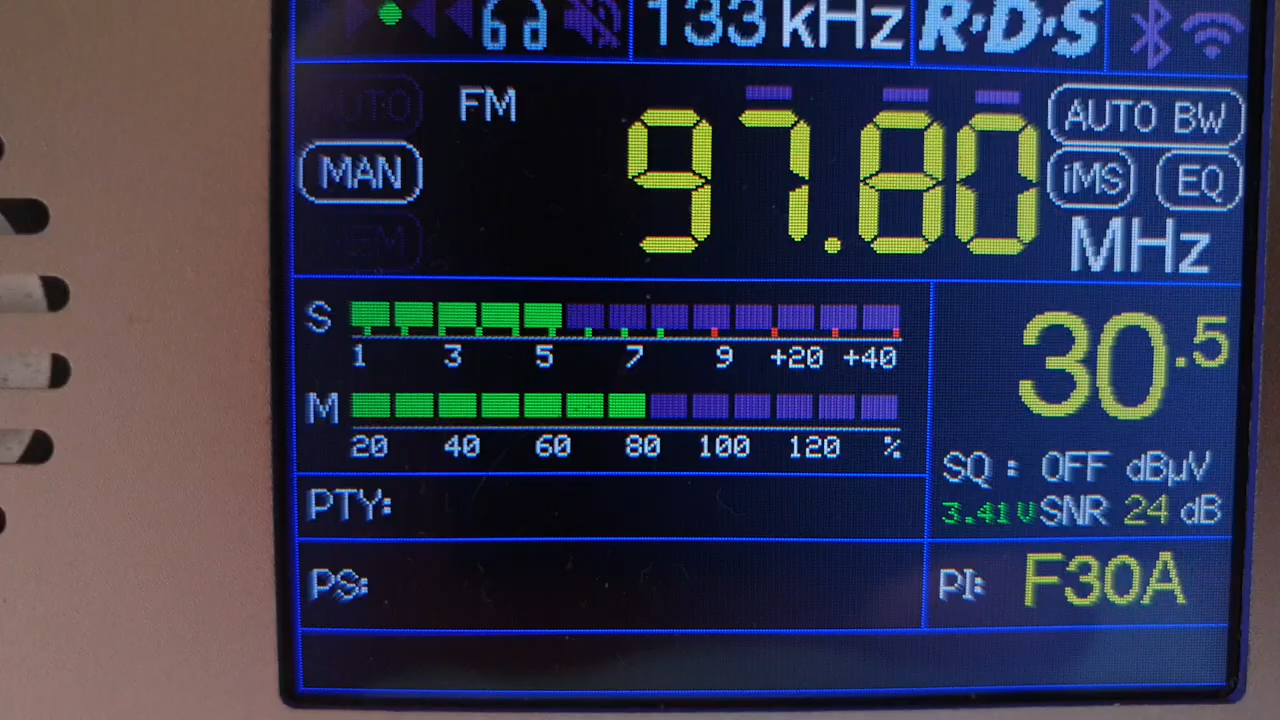 133 kHz R·D·S
AUTO FM 97.80 AUTO BW
MAN iMS EQ
MEM MHz
S 30.5
1 3 5 7 9 +20 +40
M
20 40 60 80 100 120 %
SQ: OFF dBµV
PTY: 3.41V SNR 24 dB
PS: PI: F30A